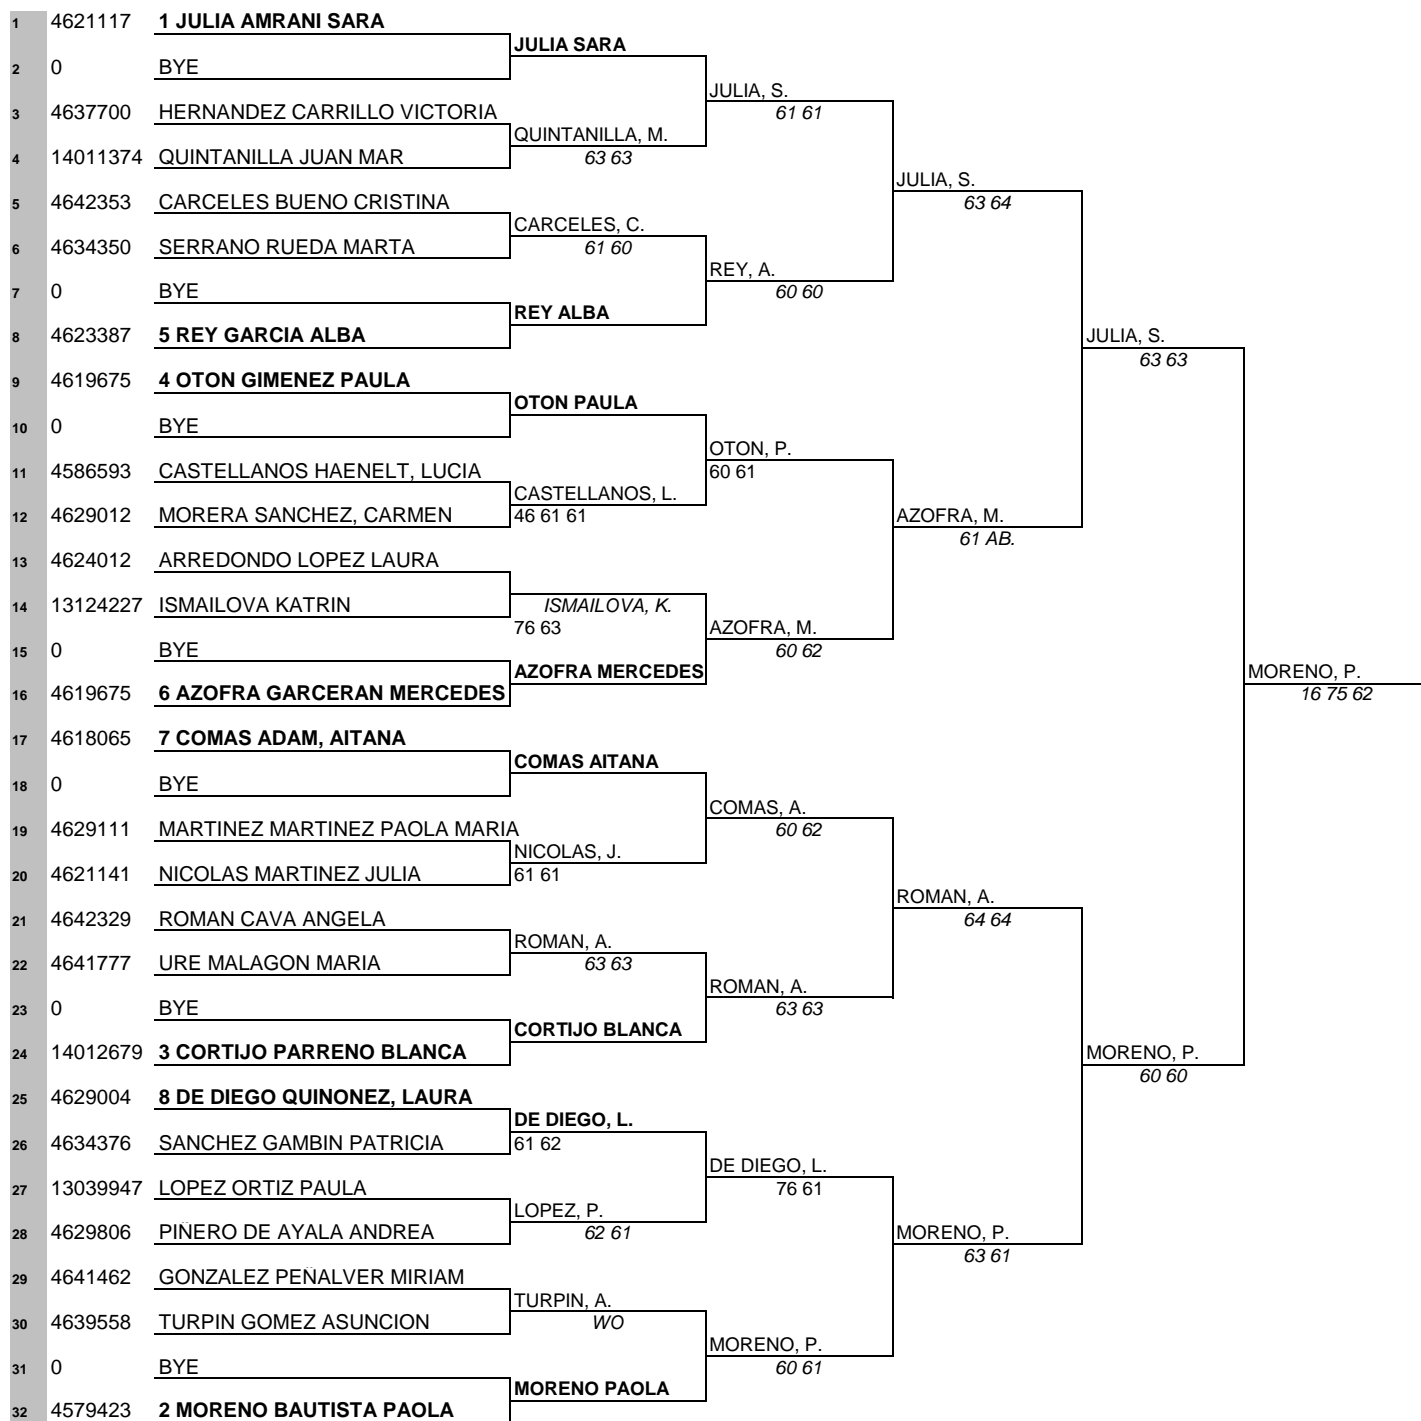 1 4621117 1 JULIA AMRANI SARA
JULIA SARA
2 0 BYE
JULIA, S.
3 4637700 HERNANDEZ CARRILLO VICTORIA
61 61
QUINTANILLA, M.
4 14011374 QUINTANILLA JUAN MAR
63 63
JULIA, S.
5 4642353 CARCELES BUENO CRISTINA
63 64
CARCELES, C.
6 4634350 SERRANO RUEDA MARTA
61 60
REY, A.
7 0 BYE
60 60
REY ALBA
8 4623387 5 REY GARCIA ALBA
JULIA, S.
63 63
9 4619675 4 OTON GIMENEZ PAULA
OTON PAULA
10 0 BYE
OTON, P.
11 4586593 CASTELLANOS HAENELT, LUCIA
60 61
CASTELLANOS, L.
12 4629012 MORERA SANCHEZ, CARMEN
46 61 61
AZOFRA, M.
61 AB.
13 4624012 ARREDONDO LOPEZ LAURA
14 13124227 ISMAILOVA KATRIN
ISMAILOVA, K.
76 63
AZOFRA, M.
15 0 BYE
60 62
AZOFRA MERCEDES
MORENO, P.
16 4619675 6 AZOFRA GARCERAN MERCEDES
16 75 62
17 4618065 7 COMAS ADAM, AITANA
COMAS AITANA
18 0 BYE
COMAS, A.
19 4629111 MARTINEZ MARTINEZ PAOLA MARIA
60 62
NICOLAS, J.
20 4621141 NICOLAS MARTINEZ JULIA
61 61
ROMAN, A.
21 4642329 ROMAN CAVA ANGELA
64 64
ROMAN, A.
22 4641777 URE MALAGON MARIA
63 63
ROMAN, A.
23 0 BYE
63 63
CORTIJO BLANCA
24 14012679 3 CORTIJO PARRENO BLANCA
MORENO, P.
60 60
25 4629004 8 DE DIEGO QUINONEZ, LAURA
DE DIEGO, L.
26 4634376 SANCHEZ GAMBIN PATRICIA
61 62
DE DIEGO, L.
27 13039947 LOPEZ ORTIZ PAULA
76 61
LOPEZ, P.
28 4629806 PIÑERO DE AYALA ANDREA
62 61
MORENO, P.
63 61
29 4641462 GONZALEZ PEÑALVER MIRIAM
TURPIN, A.
30 4639558 TURPIN GOMEZ ASUNCION
WO
MORENO, P.
31 0 BYE
60 61
MORENO PAOLA
32 4579423 2 MORENO BAUTISTA PAOLA